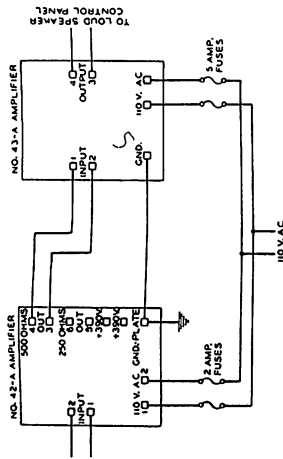 NO. 42-A AMPLIFIER
2
INPUT
1
500 OHMS
4
OUT
3
250 OHMS
6
OUT
5
+390V.
+390V.
GND.-PLATE
110 V. AC
1
2
2 AMP.
FUSES
110 V. AC
NO. 43-A AMPLIFIER
1
INPUT
2
4
OUTPUT
3
GND.
110 V. AC
5 AMP.
FUSES
TO LOUD SPEAKER
CONTROL PANEL